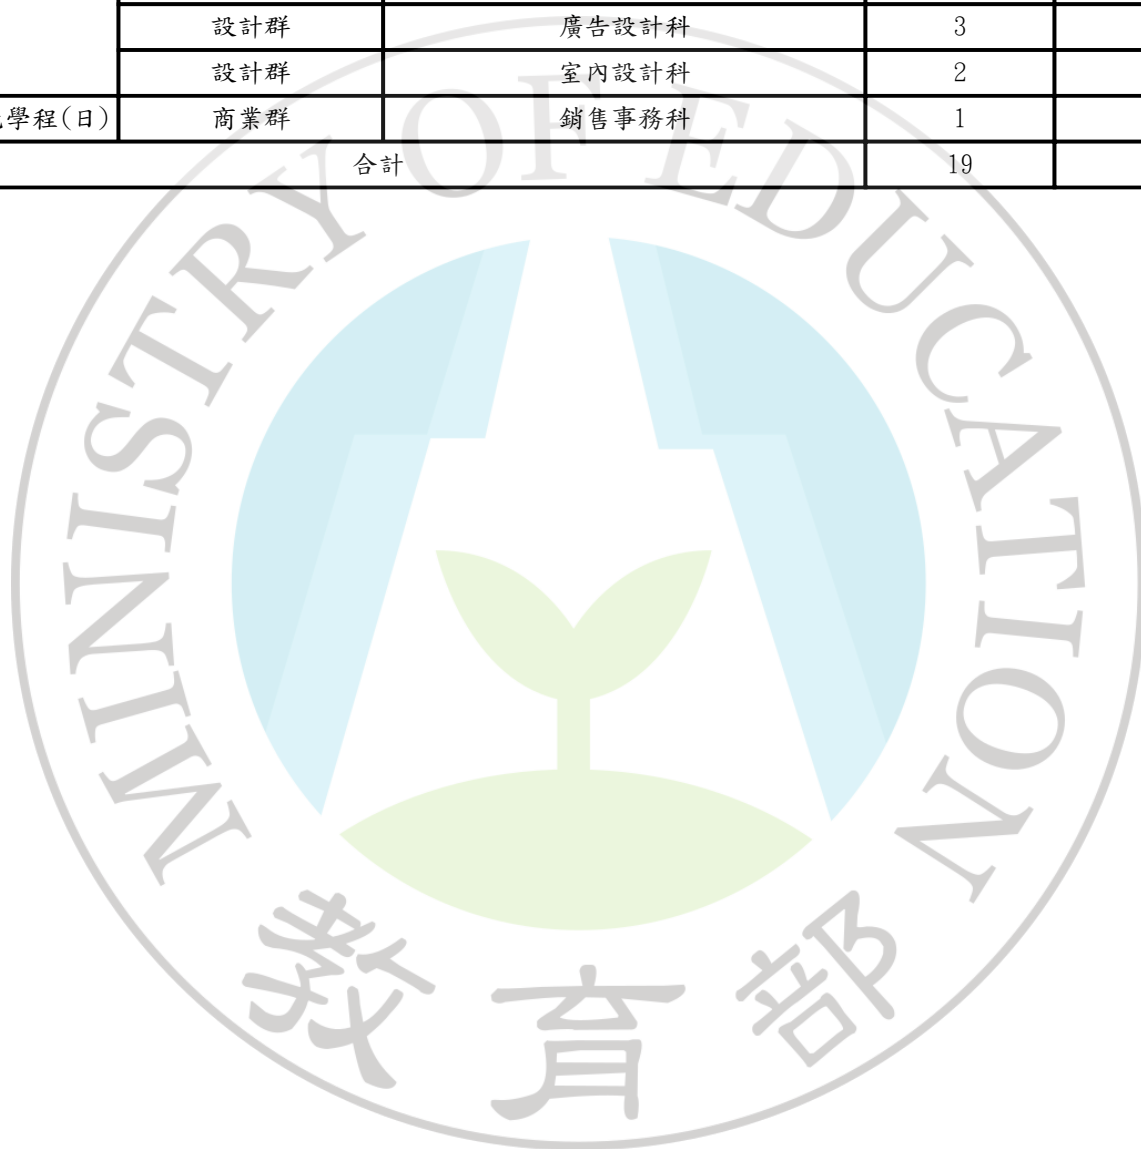 設計群 廣告設計科 3
設計群 室內設計科 2
學程(日) 商業群 銷售事務科 1
合計 19
MINISTRY OF EDUCATION
教育部